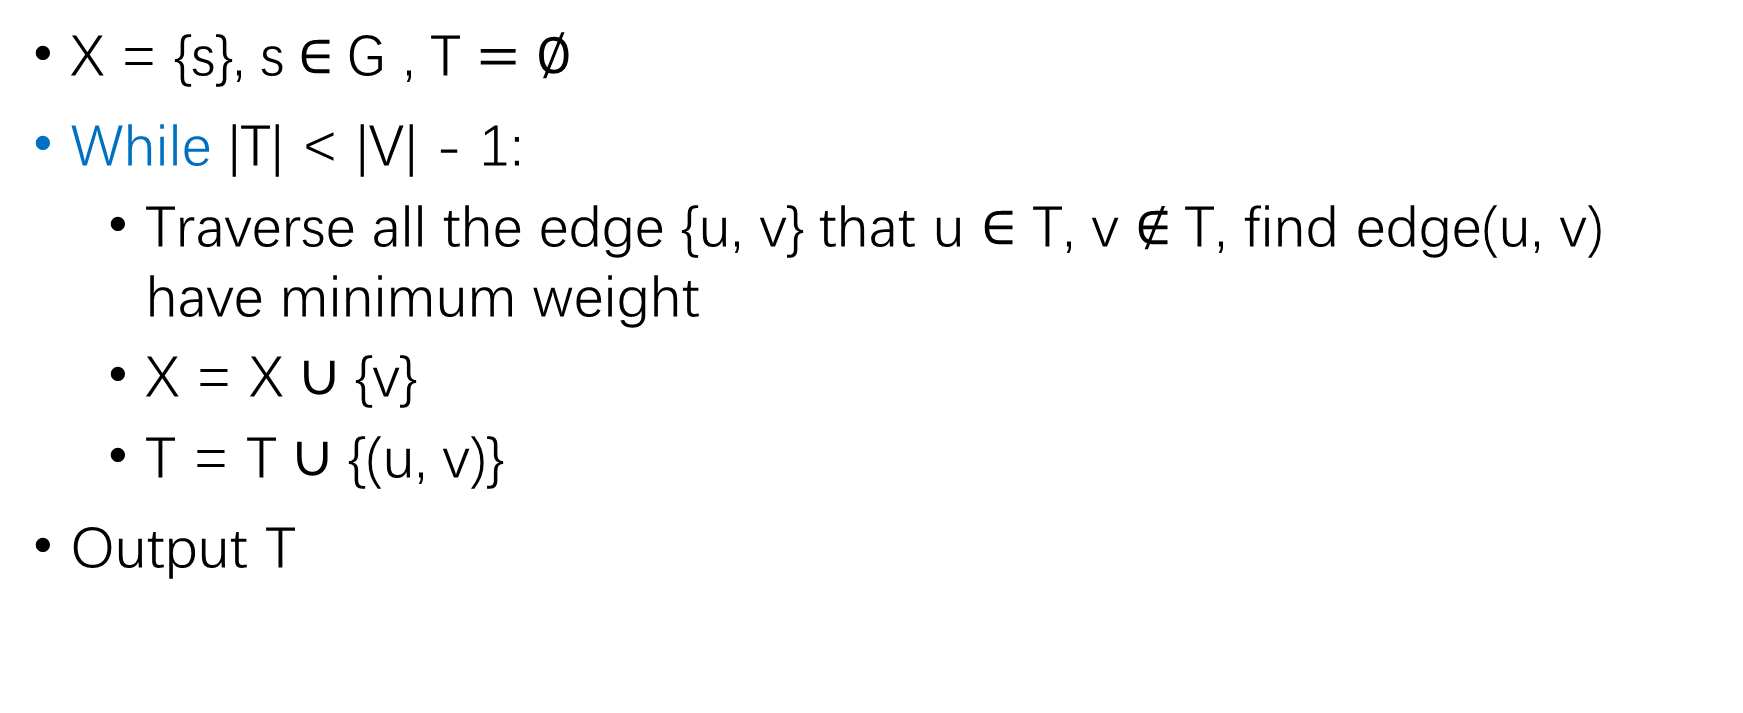 • X = {s}, s ∈ G , T = ∅
• While |T| < |V| - 1:
• Traverse all the edge {u, v} that u ∈ T, v ∉ T, find edge(u, v)
have minimum weight
• X = X ∪ {v}
• T = T ∪ {(u, v)}
• Output T